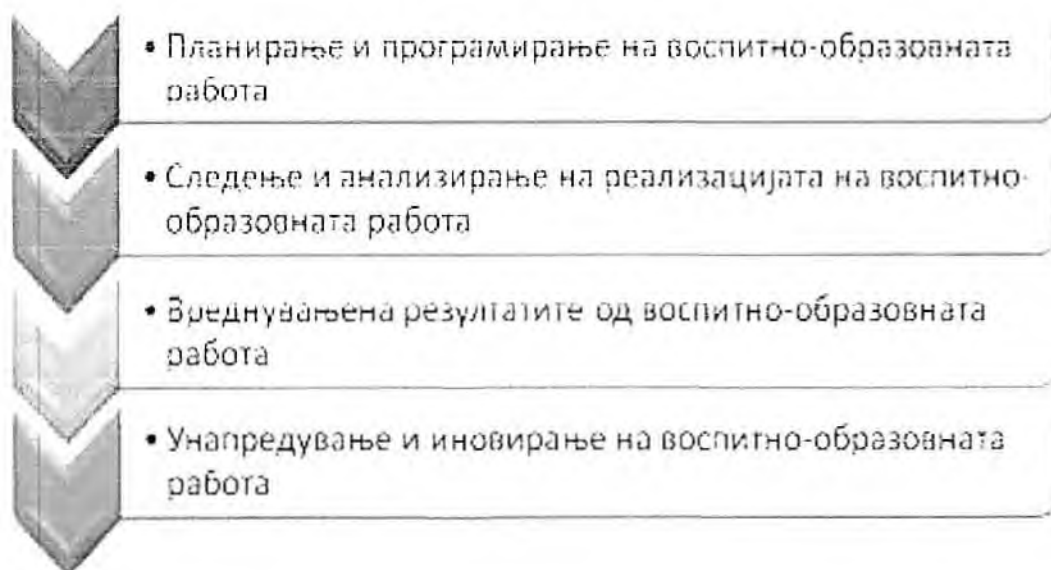 • Планирање и програмирање на воспитно-образовната
работа
• Следење и анализирање на реализацијата на воспитно-
образовната работа
• Вреднувањена резултатите од воспитно-образовната
работа
• Унапредување и иновирање на воспитно-образовната
работа